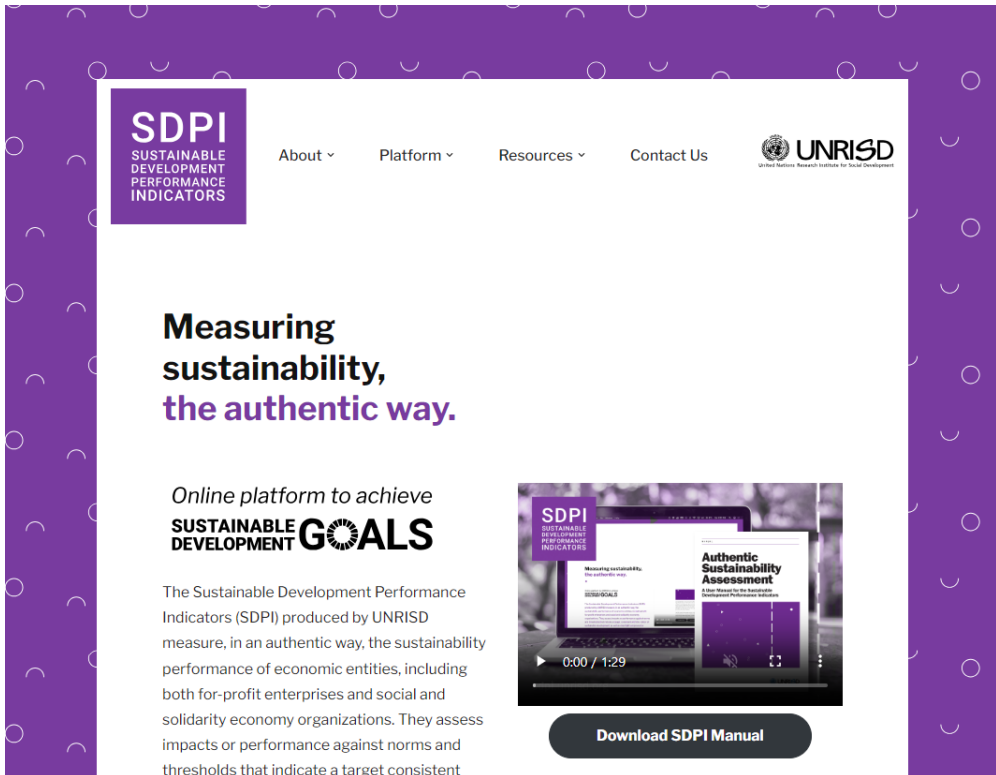 SDPI
SUSTAINABLE
DEVELOPMENT
PERFORMANCE
INDICATORS
About
Platform
Resources
Contact Us
UNRISD
United Nations Research Institute for Social Development
Measuring
sustainability,
the authentic way.
Online platform to achieve
SUSTAINABLE
DEVELOPMENT GOALS
The Sustainable Development Performance
Indicators (SDPI) produced by UNRISD
measure, in an authentic way, the sustainability
performance of economic entities, including
both for-profit enterprises and social and
solidarity economy organizations. They assess
impacts or performance against norms and
thresholds that indicate a target consistent
SDPI
SUSTAINABLE
DEVELOPMENT
PERFORMANCE
INDICATORS
Measuring sustainability,
the authentic way.
GOALS
Authentic
Sustainability
Assessment
A User Manual for the Sustainable
Development Performance Indicators
0:00 / 1:29
Download SDPI Manual